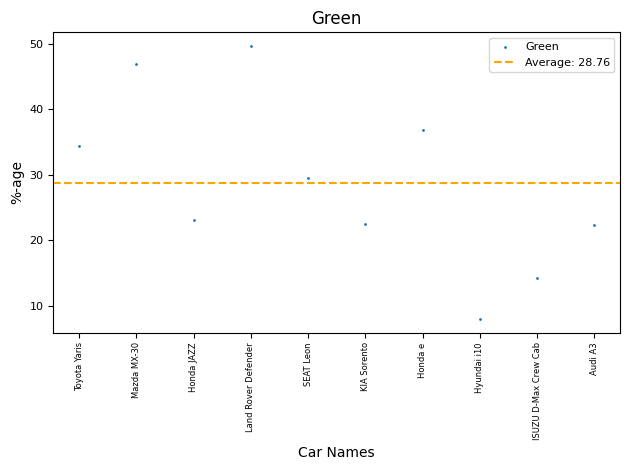 Green
50
40
30
20
10
%-age
Green
Average: 28.76
Toyota Yaris
Mazda MX-30
Honda JAZZ
Land Rover Defender
SEAT Leon
KIA Sorento
Honda e
Hyundai i10
ISUZU D-Max Crew Cab
Audi A3
Car Names